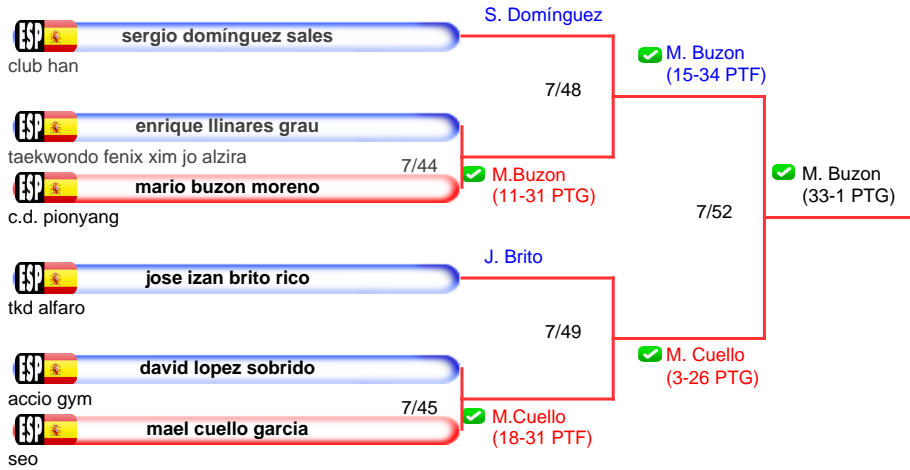 S. Domínguez
ESP sergio domínguez sales
club han
M. Buzon
(15-34 PTF)
7/48
ESP enrique llinares grau
taekwondo fenix xim jo alzira
7/44
M.Buzon
(11-31 PTG)
ESP mario buzon moreno
c.d. pionyang
M. Buzon
(33-1 PTG)
7/52
J. Brito
ESP jose izan brito rico
tkd alfaro
7/49
M. Cuello
(3-26 PTG)
ESP david lopez sobrido
accio gym
7/45
M.Cuello
(18-31 PTF)
ESP mael cuello garcia
seo